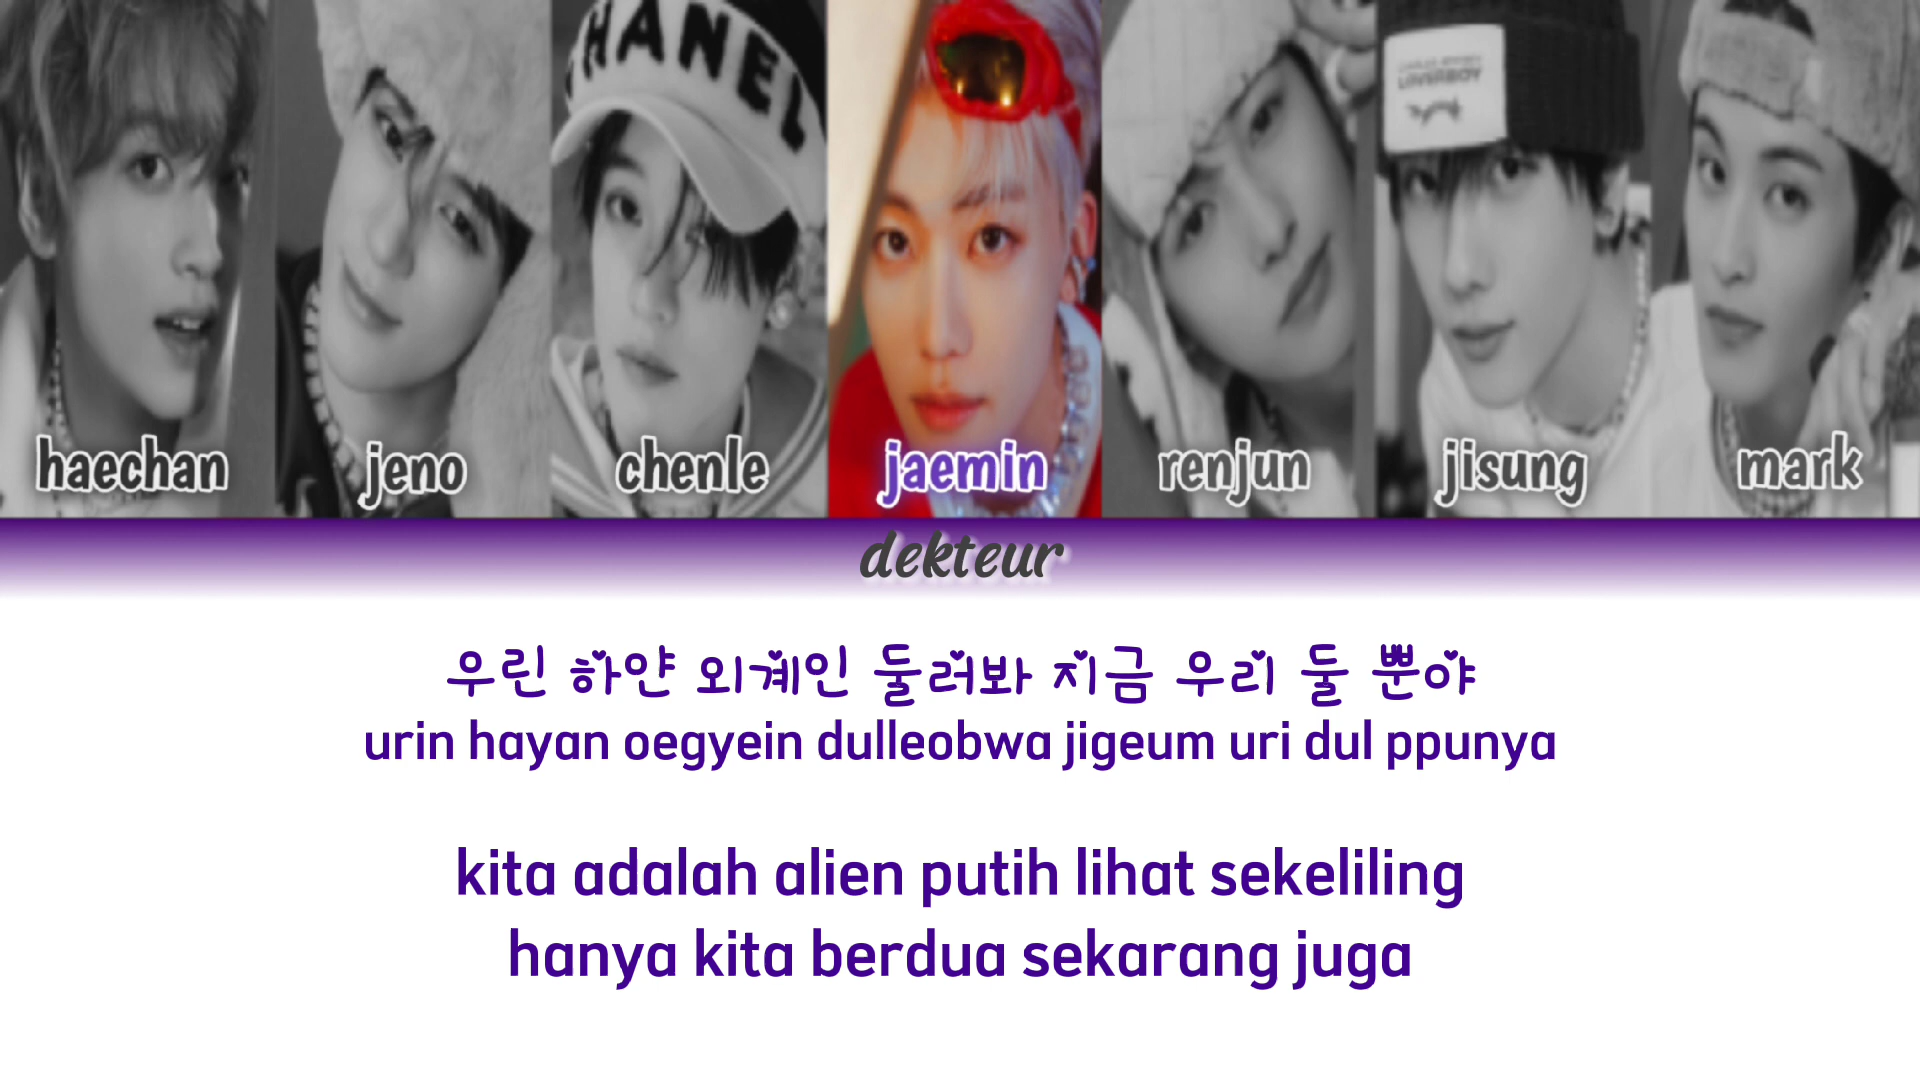 CHANEL
LOVERBOY
haechan
jeno
chenle
jaemin
renjun
jisung
mark
dekteur
우린 하얀 외계인 둘러봐 지금 우리 둘 뿐야
urin hayan oegyein dulleobwa jigeum uri dul ppunya
kita adalah alien putih lihat sekeliling
hanya kita berdua sekarang juga